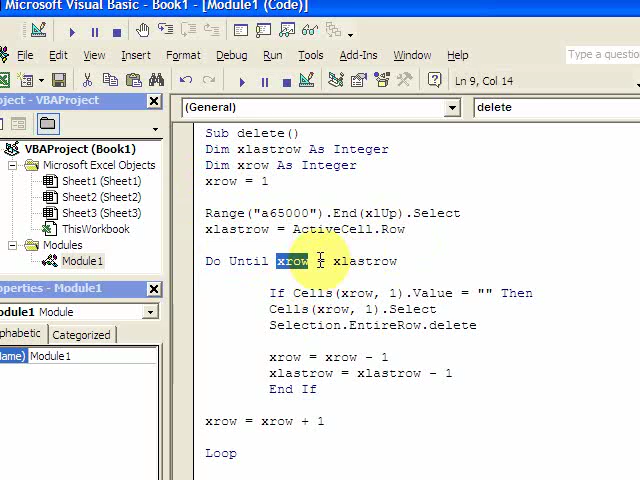 Microsoft Visual Basic - Book1 - [Module1 (Code)]
File Edit View Insert Format Debug Run Tools Add-Ins Window Help Type a question
Ln 9, Col 14
oject - VBAProject
(General) delete
VBAProject (Book1)
Microsoft Excel Objects
Sheet1 (Sheet1)
Sheet2 (Sheet2)
Sheet3 (Sheet3)
ThisWorkbook
Modules
Module1
operties - Module1
odule1 Module
phabetic Categorized
lame) Module1
Sub delete()
Dim xlastrow As Integer
Dim xrow As Integer
xrow = 1
Range("a65000").End(xlUp).Select
xlastrow = ActiveCell.Row
Do Until xrow = xlastrow
If Cells(xrow, 1).Value = "" Then
Cells(xrow, 1).Select
Selection.EntireRow.delete
xrow = xrow - 1
xlastrow = xlastrow - 1
End If
xrow = xrow + 1
Loop